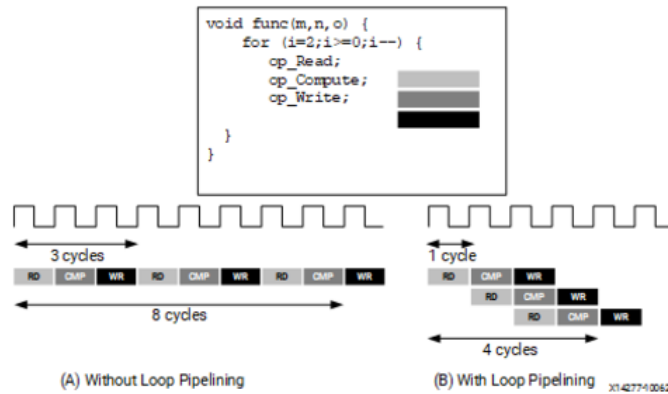 void func(m,n,o) {
for (i=2;i>=0;i--) {
op_Read;
op_Compute;
op_Write;
}
}
3 cycles
RD CMP WR RD CMP WR RD CMP WR
8 cycles
(A) Without Loop Pipelining
1 cycle
RD CMP WR
RD CMP WR
RD CMP WR
4 cycles
(B) With Loop Pipelining